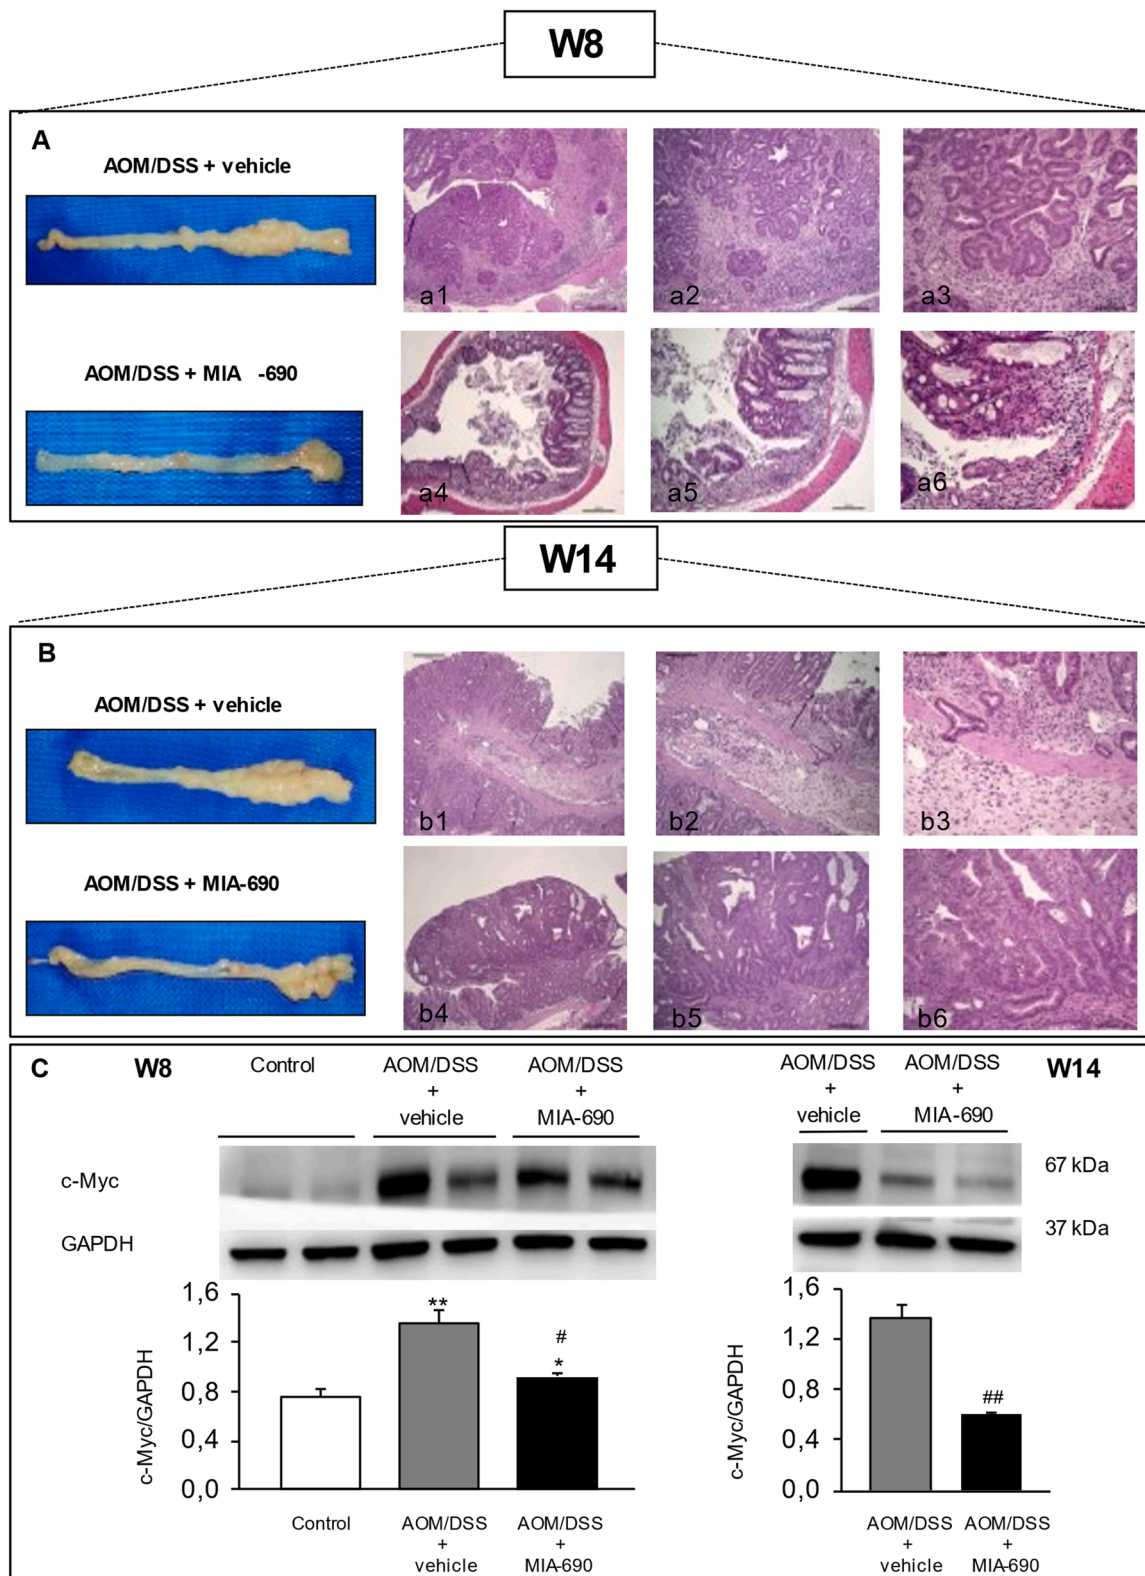 W8
A
AOM/DSS + vehicle
a1
a2
a3
AOM/DSS + MIA -690
a4
a5
a6
W14
B
AOM/DSS + vehicle
b1
b2
b3
AOM/DSS + MIA-690
b4
b5
b6
C
W8
Control
AOM/DSS
+
vehicle
AOM/DSS
+
MIA-690
AOM/DSS
+
vehicle
AOM/DSS
+
MIA-690
W14
c-Myc
67 kDa
GAPDH
37 kDa
c-Myc/GAPDH
1,6
1,2
0,8
0,4
0,0
**
#
*
Control
AOM/DSS
+
vehicle
AOM/DSS
+
MIA-690
c-Myc/GAPDH
1,6
1,2
0,8
0,4
0,0
##
AOM/DSS
+
vehicle
AOM/DSS
+
MIA-690